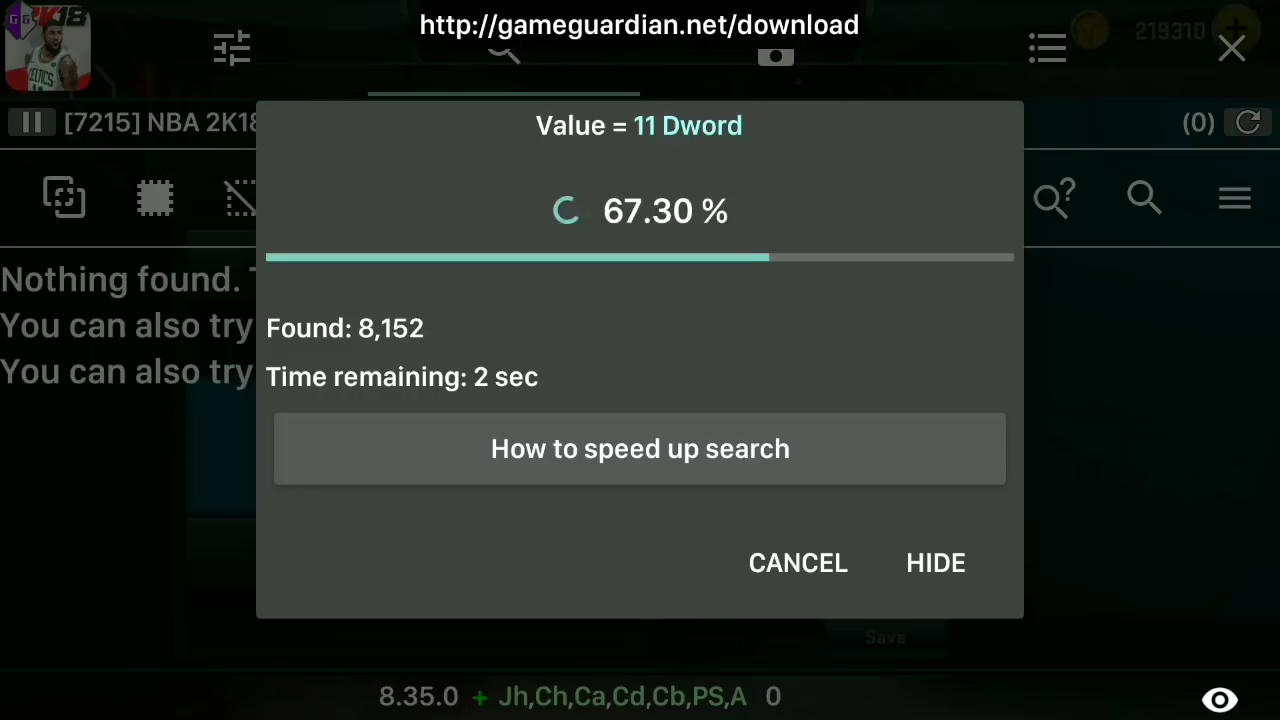 http://gameguardian.net/download
2K18
219310
[7215] NBA 2K18
(0)
Value = 11 Dword
67.30 %
Nothing found.
You can also try
You can also try
Found: 8,152
Time remaining: 2 sec
How to speed up search
CANCEL
HIDE
Save
8.35.0 + Jh,Ch,Ca,Cd,Cb,PS,A 0